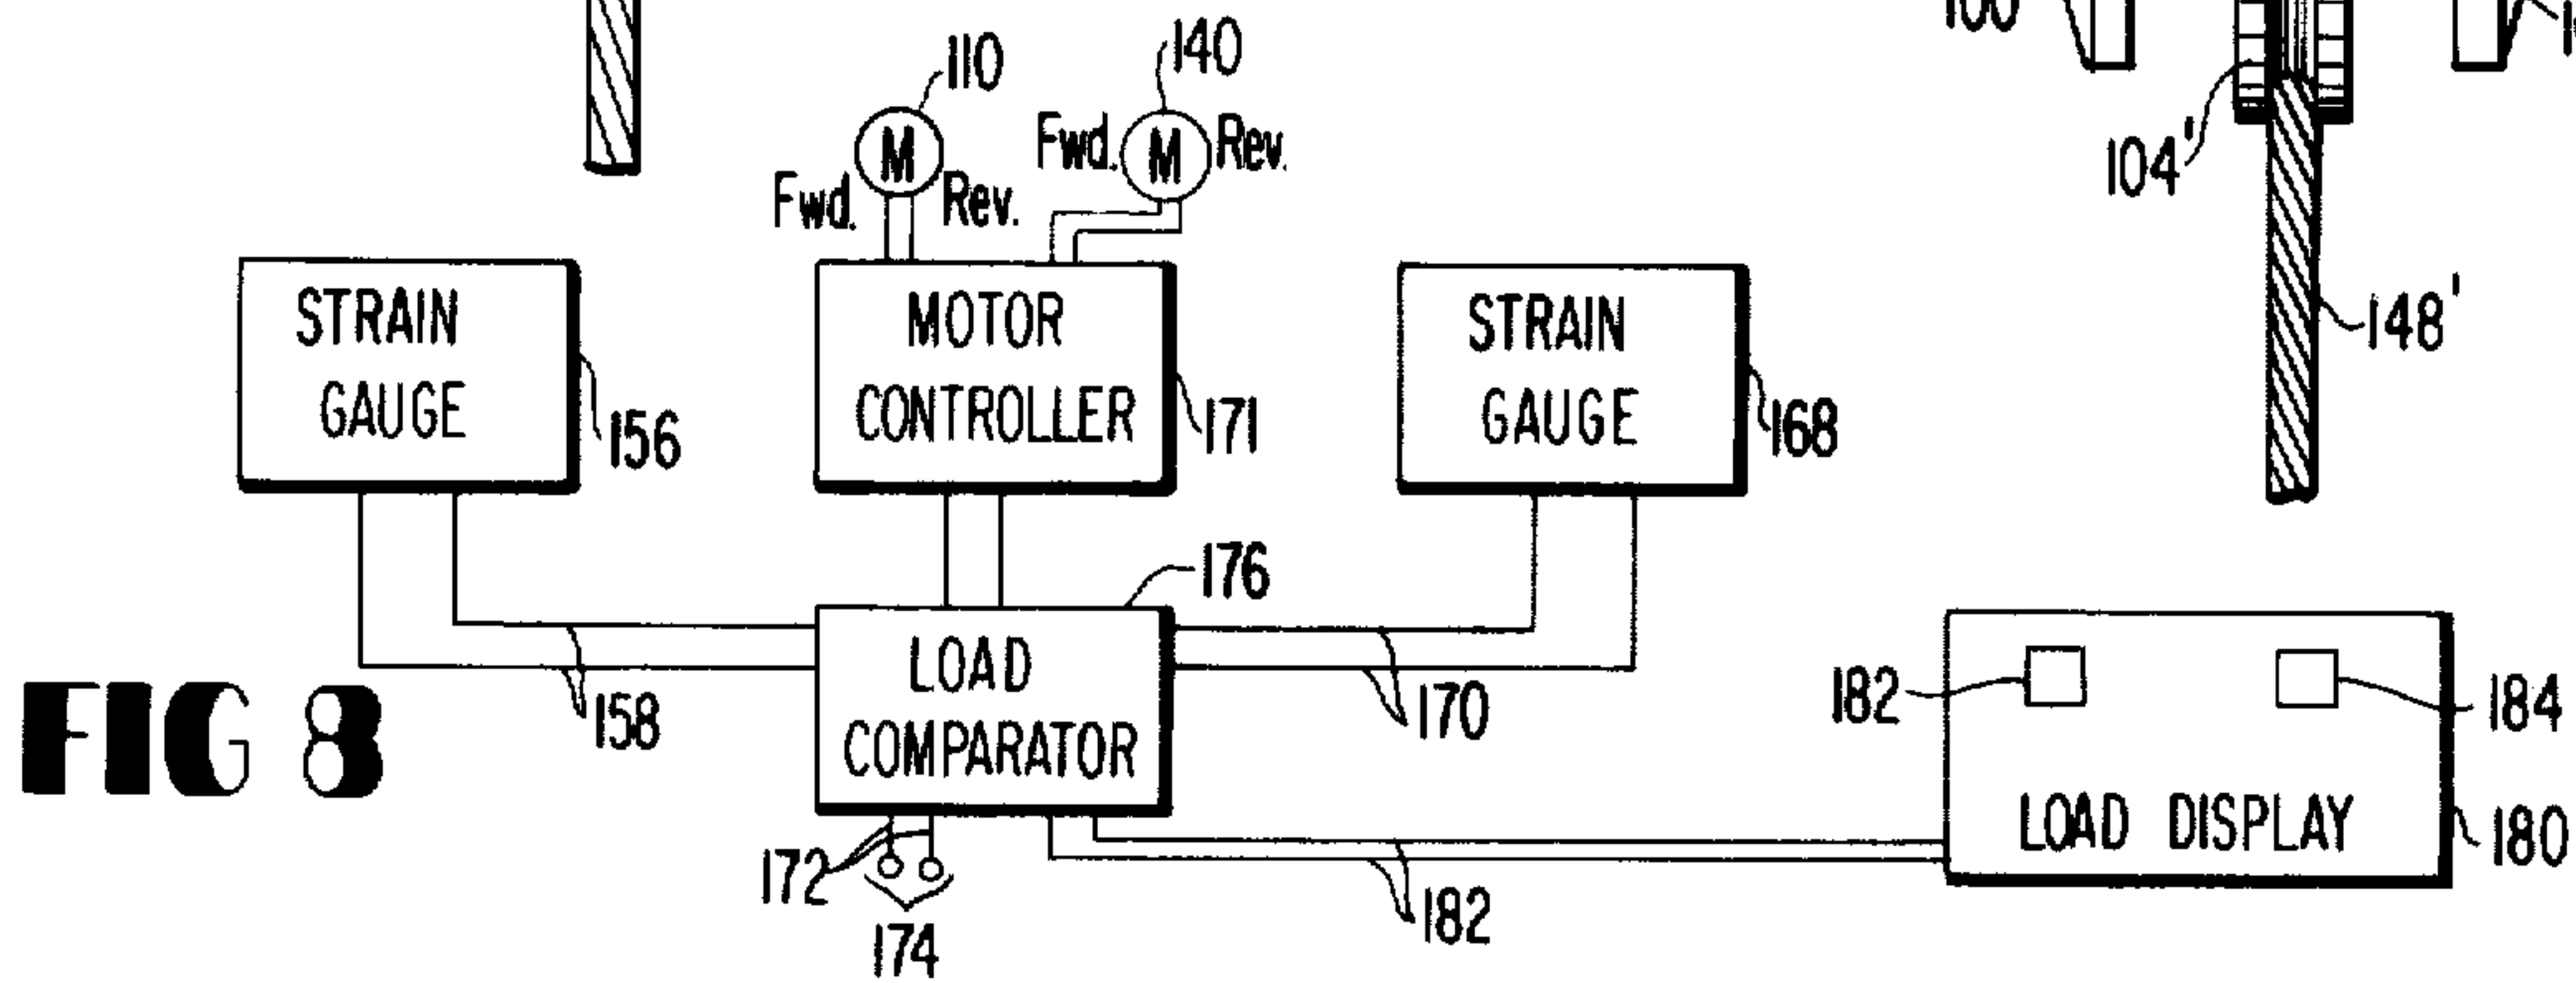 110
140
Fwd.
M
Rev.
Fwd.
M
Rev.
104'
148'
STRAIN
GAUGE
156
MOTOR
CONTROLLER
171
STRAIN
GAUGE
168
176
LOAD
COMPARATOR
158
170
172
174
182
182
184
LOAD DISPLAY
180
FIG 8